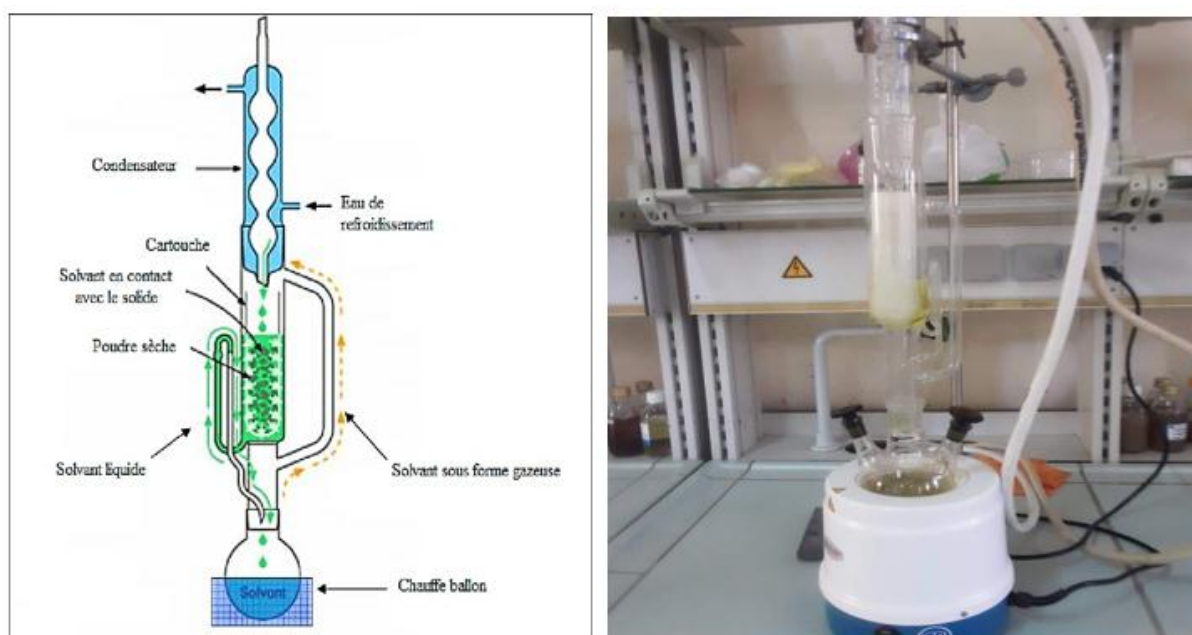 Condensateur
Eau de
refroidissement
Cartouche
Solvant en contact
avec le solide
Poudre sèche
Solvant liquide
Solvant sous forme gazeuse
Solvant
Chauffe ballon